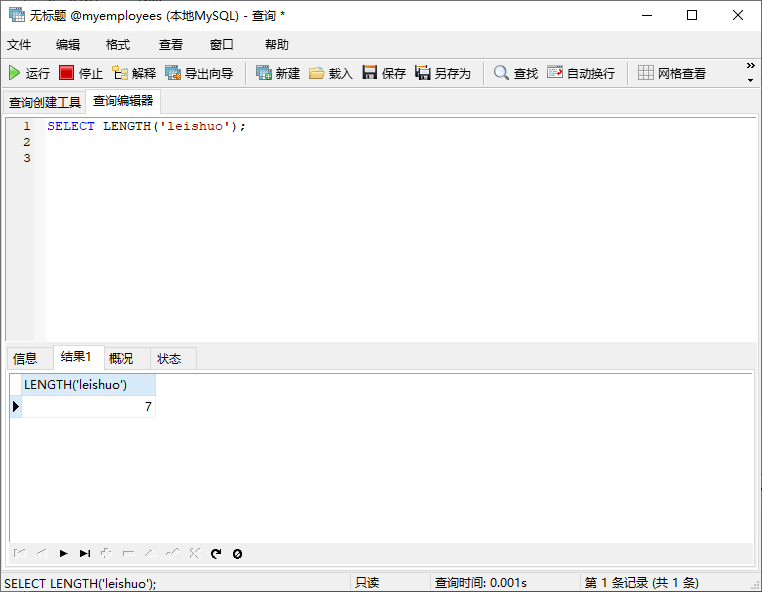 无标题 @myemployees (本地MySQL) - 查询 *
文件 编辑 格式 查看 窗口 帮助
运行 停止 解释 导出向导 新建 载入 保存 另存为 查找 自动换行 网格查看
查询创建工具 查询编辑器
1 SELECT LENGTH('leishuo');
2
3
信息 结果1 概况 状态
LENGTH('leishuo')
7
SELECT LENGTH('leishuo'); 只读 查询时间: 0.001s 第 1 条记录 (共 1 条)